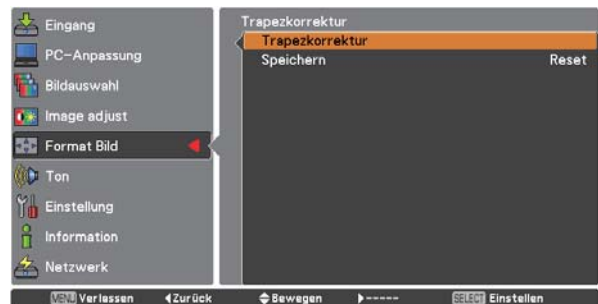 Eingang
PC-Anpassung
Bildauswahl
Image adjust
Format Bild
Ton
Einstellung
Information
Netzwerk
Trapezkorrektur
Trapezkorrektur
Speichern Reset
MENU Verlassen Zurück Bewegen ----- SELECT Einstellen